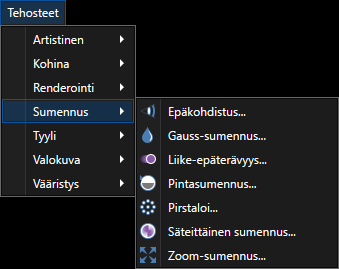 Tehosteet
Artistinen
Kohina
Renderointi
Sumennus
Tyyli
Valokuva
Vääristys
Epäkohdistus...
Gauss-sumennus...
Liike-epäterävyys...
Pintasumennus...
Pirstaloi...
Säteittäinen sumennus...
Zoom-sumennus...